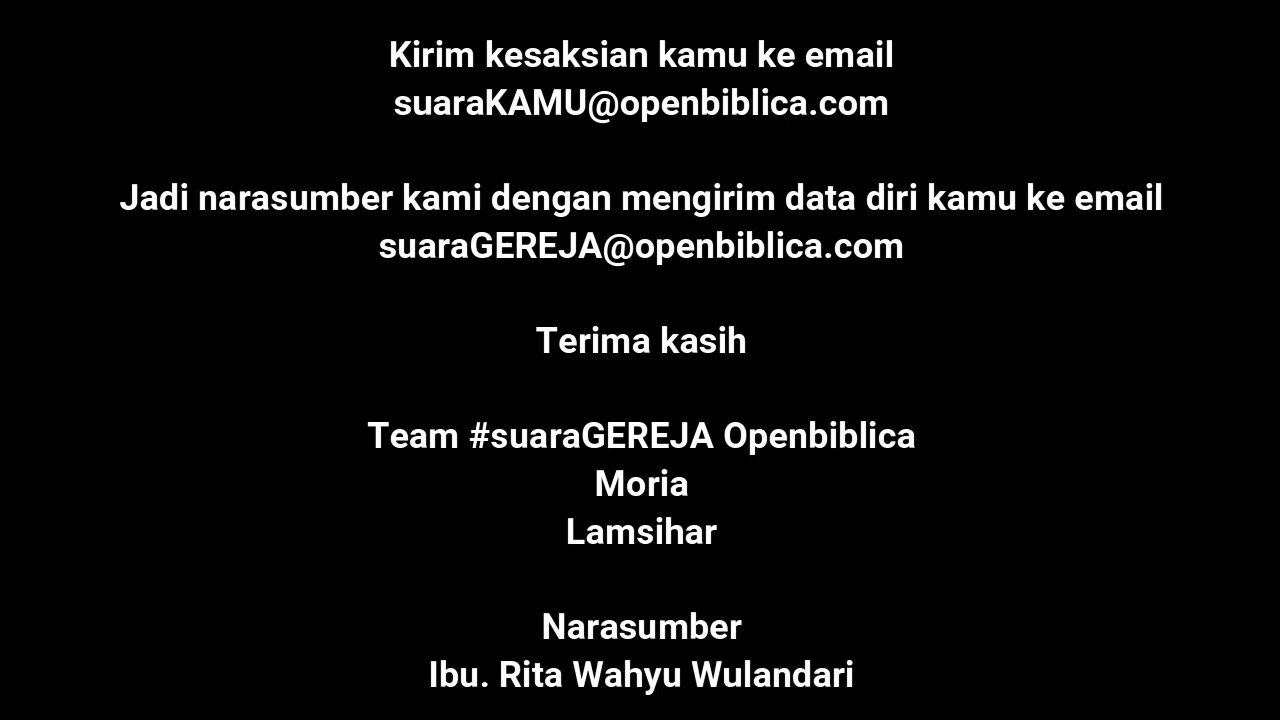 Kirim kesaksian kamu ke email
suaraKAMU@openbiblica.com
Jadi narasumber kami dengan mengirim data diri kamu ke email
suaraGEREJA@openbiblica.com
Terima kasih
Team #suaraGEREJA Openbiblica
Moria
Lamsihar
Narasumber
Ibu. Rita Wahyu Wulandari